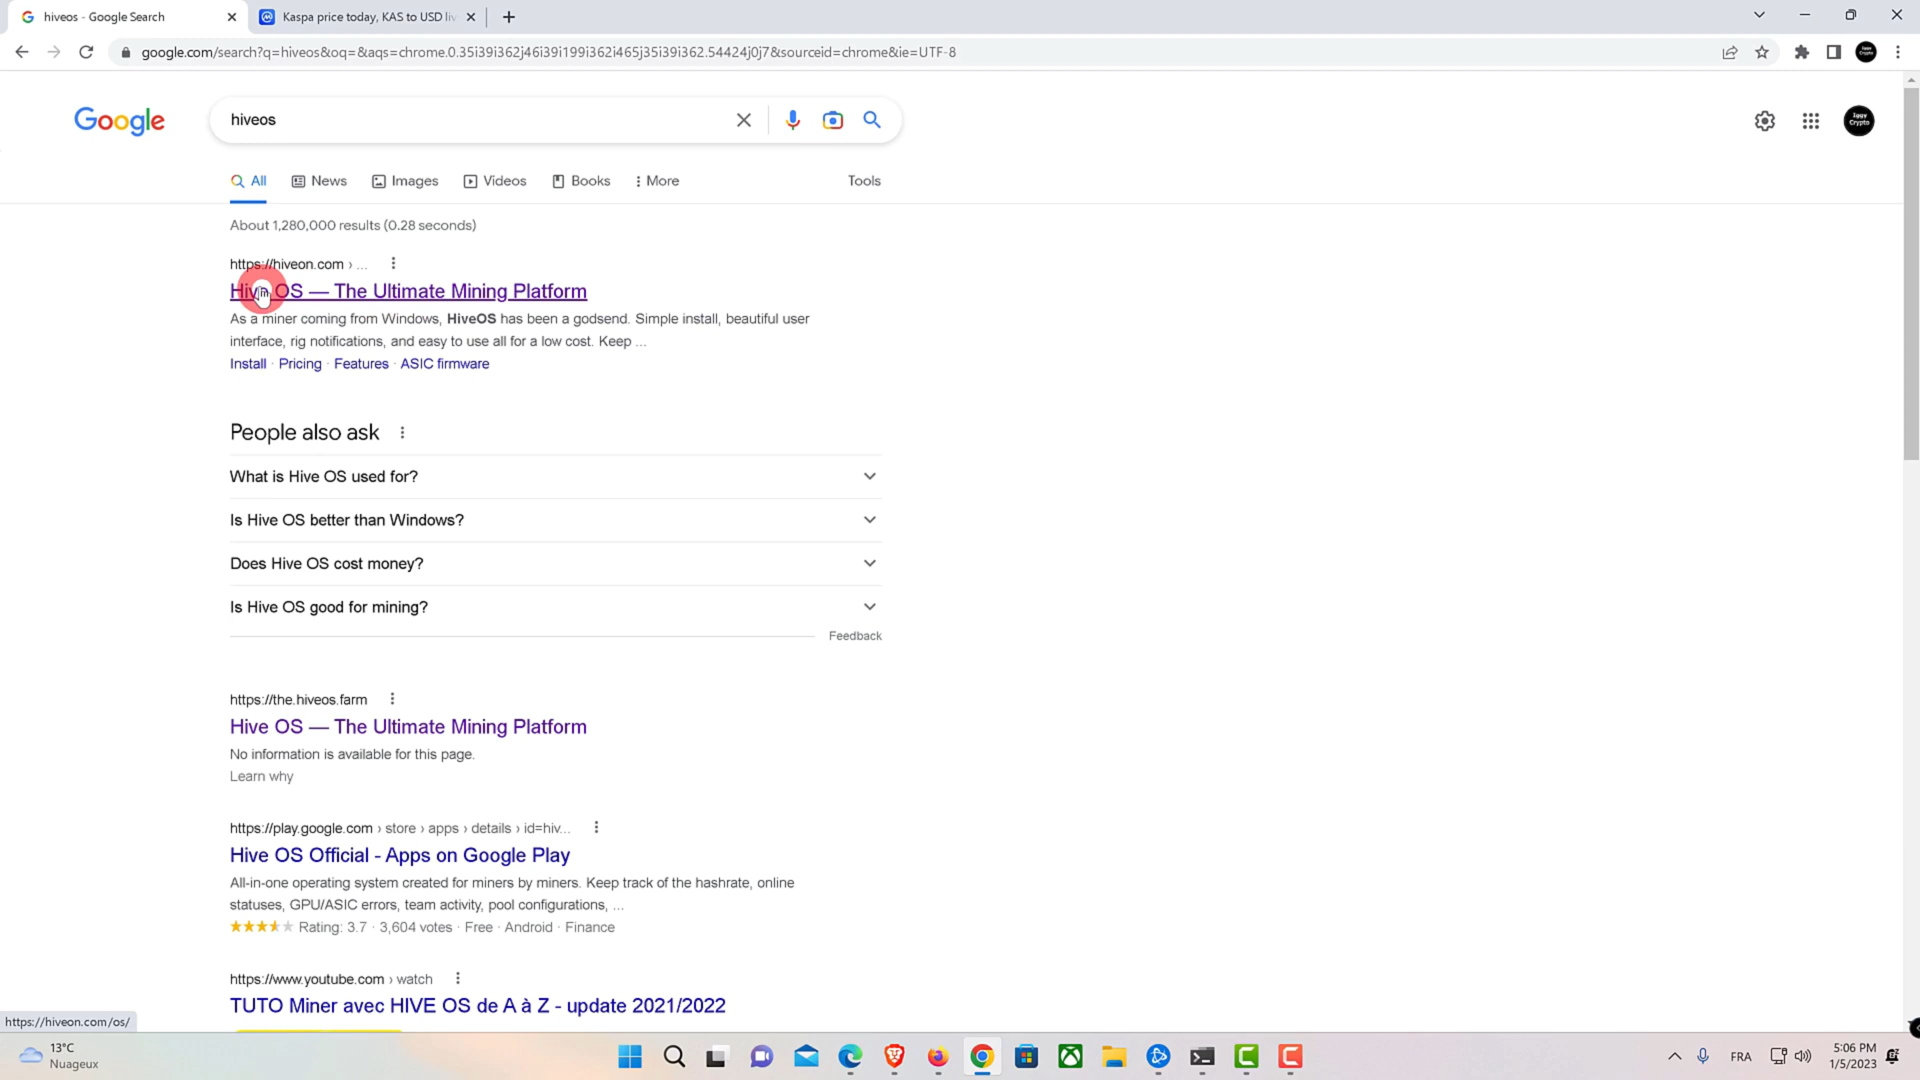 hiveos - Google Search
Kaspa price today, KAS to USD liv
google.com/search?q=hiveos&oq=&aqs=chrome.0.35i39i362j46i39i199i362i465j35i39i362.54424j0j7&sourceid=chrome&ie=UTF-8
Google
hiveos
Iggy Crypto
All
News
Images
Videos
Books
More
Tools
About 1,280,000 results (0.28 seconds)
https://hiveon.com › ...
Hive OS — The Ultimate Mining Platform
As a miner coming from Windows, HiveOS has been a godsend. Simple install, beautiful user
interface, rig notifications, and easy to use all for a low cost. Keep ...
Install · Pricing · Features · ASIC firmware
People also ask
What is Hive OS used for?
Is Hive OS better than Windows?
Does Hive OS cost money?
Is Hive OS good for mining?
Feedback
https://the.hiveos.farm
Hive OS — The Ultimate Mining Platform
No information is available for this page.
Learn why
https://play.google.com › store › apps › details › id=hiv...
Hive OS Official - Apps on Google Play
All-in-one operating system created for miners by miners. Keep track of the hashrate, online
statuses, GPU/ASIC errors, team activity, pool configurations, ...
Rating: 3.7 · 3,604 votes · Free · Android · Finance
https://www.youtube.com › watch
TUTO Miner avec HIVE OS de A à Z - update 2021/2022
https://hiveon.com/os/
13°C
Nuageux
FRA
5:06 PM
1/5/2023